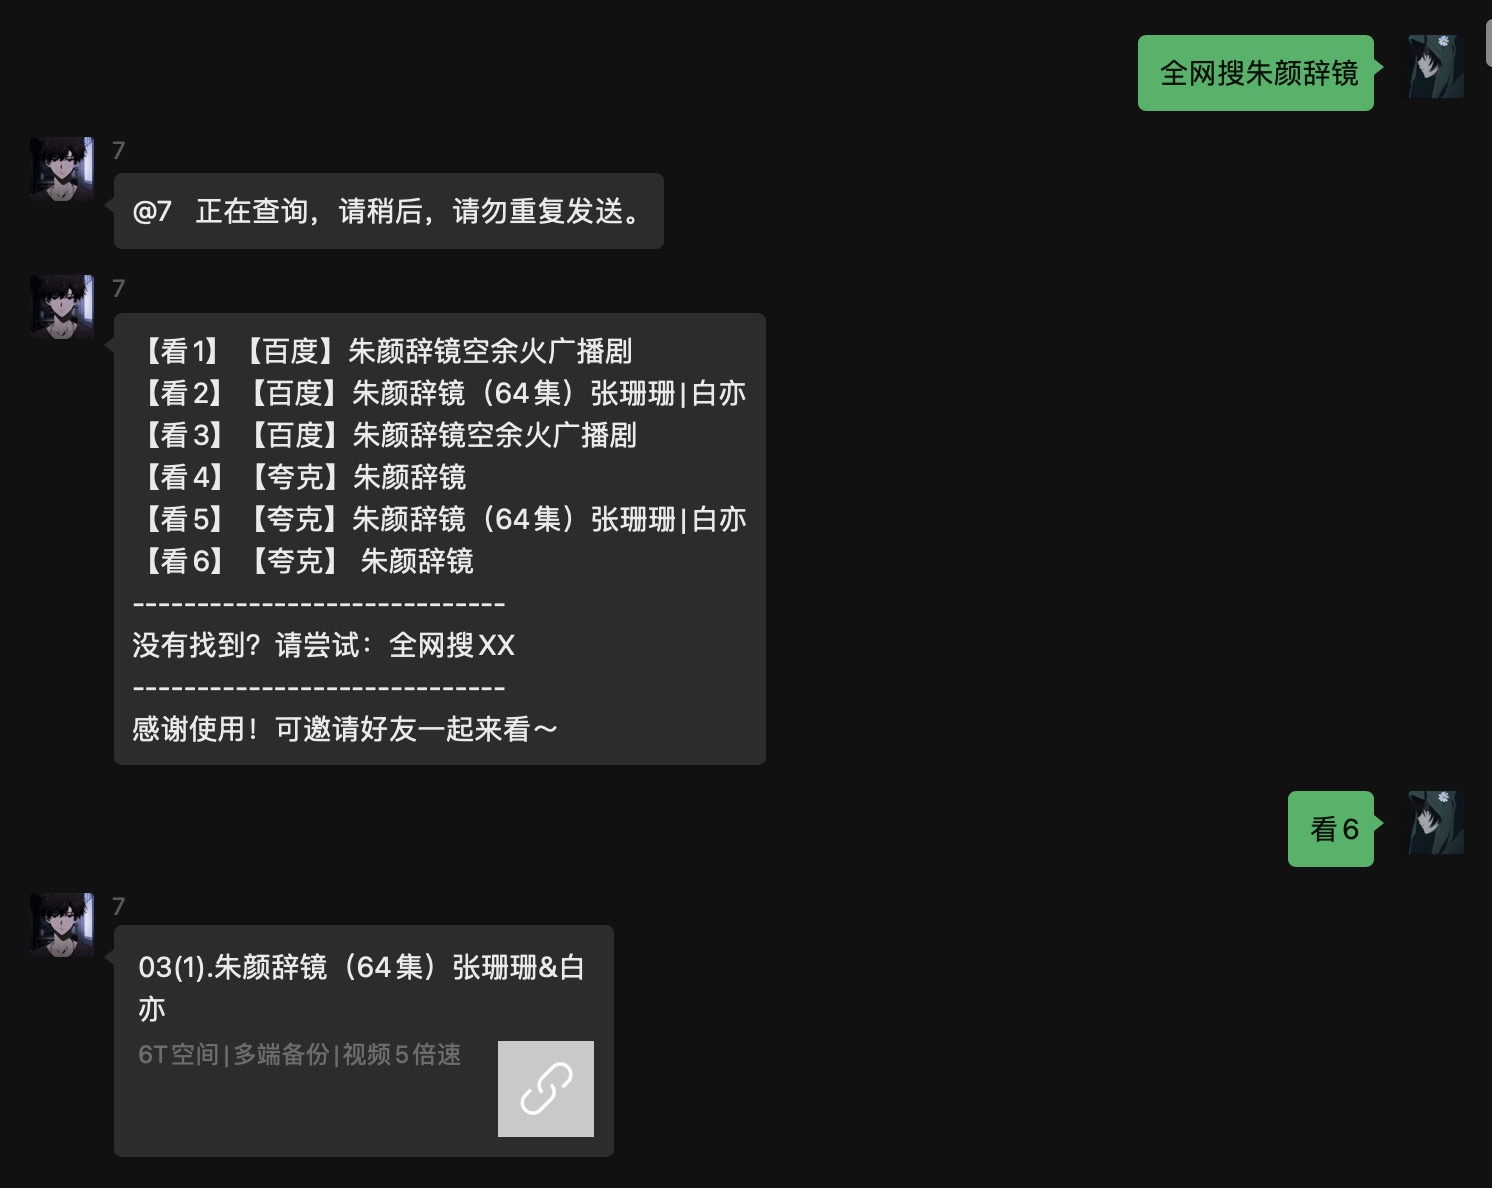 全网搜朱颜辞镜
7
@7 正在查询，请稍后，请勿重复发送。
7
【看1】【百度】朱颜辞镜空余火广播剧
【看2】【百度】朱颜辞镜（64集）张珊珊|白亦
【看3】【百度】朱颜辞镜空余火广播剧
【看4】【夸克】朱颜辞镜
【看5】【夸克】朱颜辞镜（64集）张珊珊|白亦
【看6】【夸克】 朱颜辞镜
-----------------------------
没有找到？请尝试：全网搜XX
-----------------------------
感谢使用！可邀请好友一起来看～
看6
7
03(1).朱颜辞镜（64集）张珊珊&白
亦
6T空间|多端备份|视频5倍速